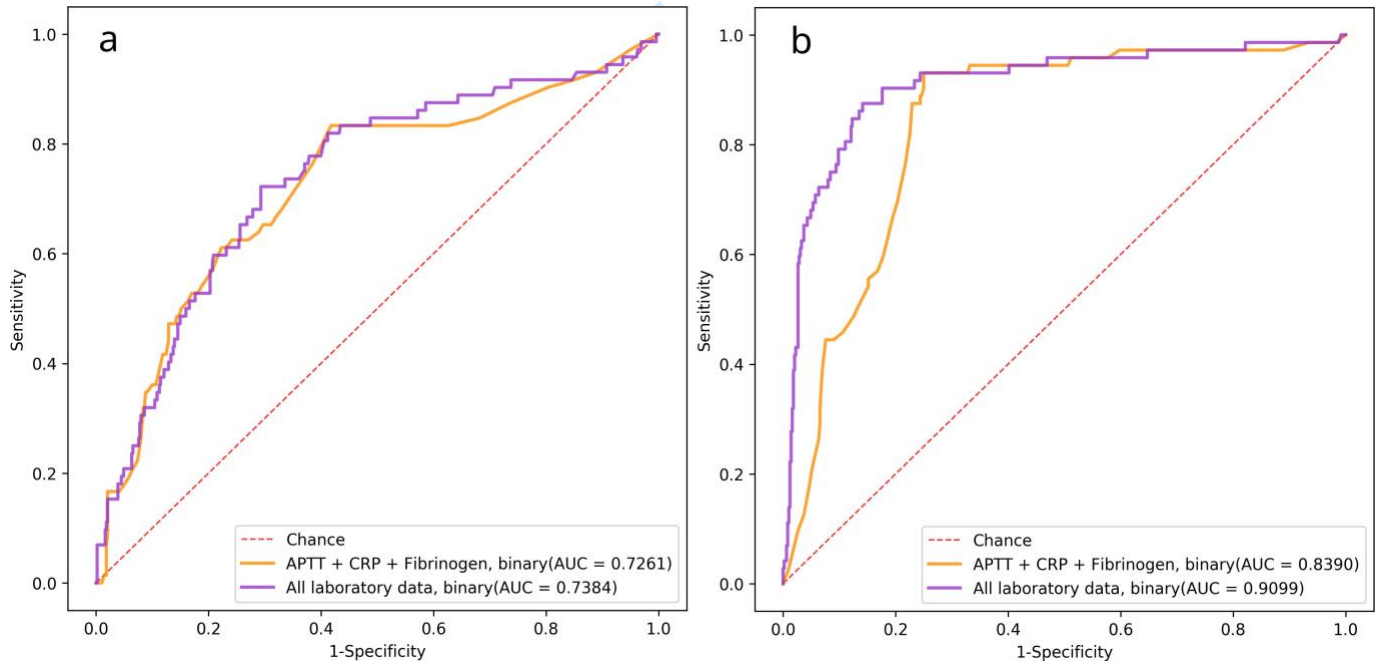 a
1.0
0.8
0.6
0.4
0.2
0.0
Sensitivity
Chance
APTT + CRP + Fibrinogen, binary(AUC = 0.7261)
All laboratory data, binary(AUC = 0.7384)
0.0 0.2 0.4 0.6 0.8 1.0
1-Specificity
b
1.0
0.8
0.6
0.4
0.2
0.0
Sensitivity
Chance
APTT + CRP + Fibrinogen, binary(AUC = 0.8390)
All laboratory data, binary(AUC = 0.9099)
0.0 0.2 0.4 0.6 0.8 1.0
1-Specificity